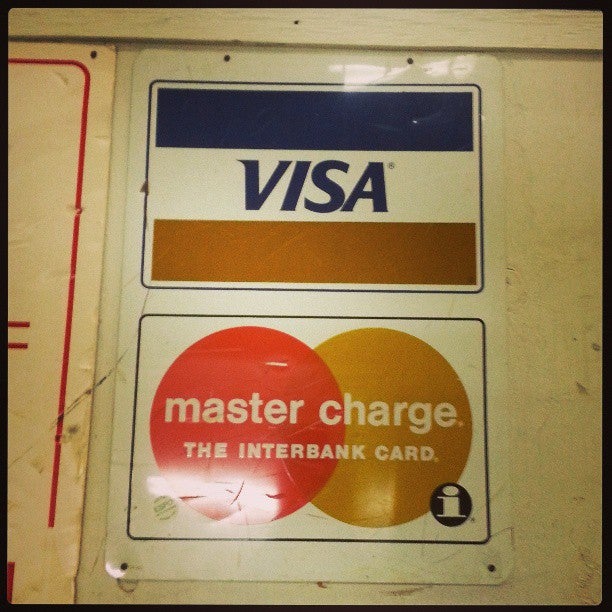 VISA®
master charge®
THE INTERBANK CARD®
i®